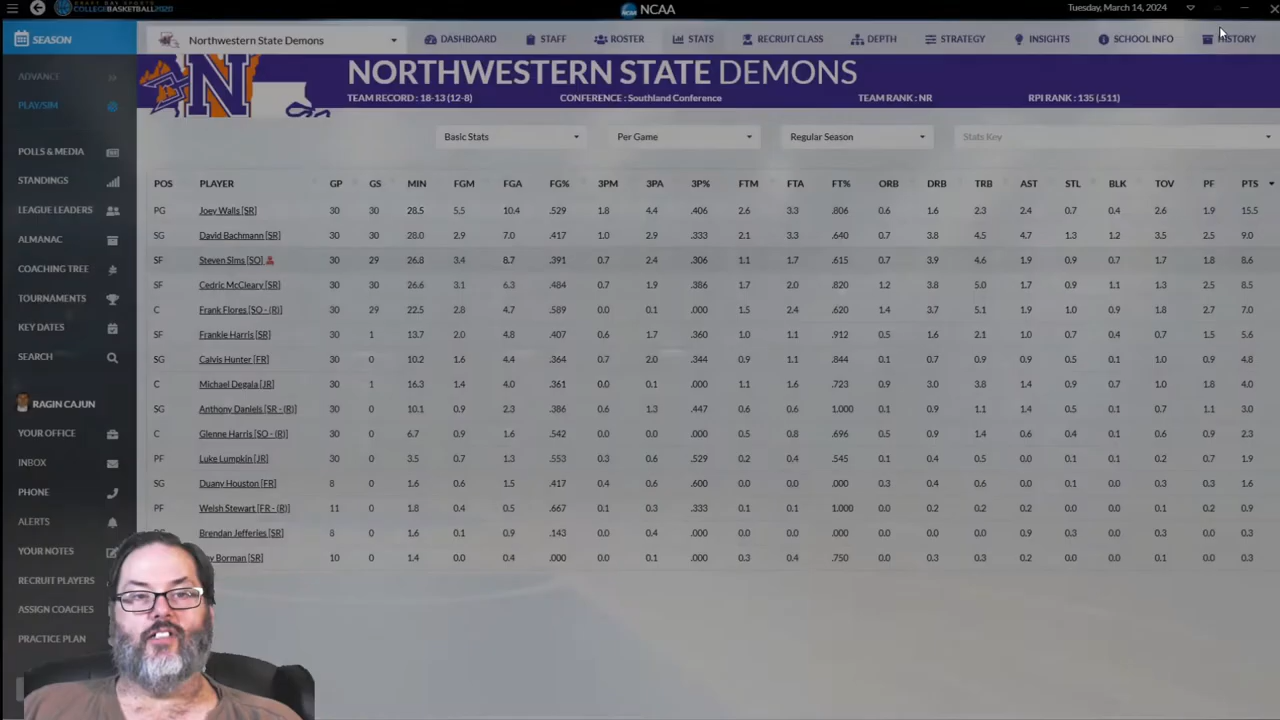 DRAFT DAY SPORTS
COLLEGE BASKETBALL 2020
NCAA
Tuesday, March 14, 2024
SEASON
Northwestern State Demons
DASHBOARD STAFF ROSTER STATS RECRUIT CLASS DEPTH STRATEGY INSIGHTS SCHOOL INFO HISTORY
ADVANCE
PLAY/SIM
POLLS & MEDIA
STANDINGS
LEAGUE LEADERS
ALMANAC
COACHING TREE
TOURNAMENTS
KEY DATES
SEARCH
RAGIN CAJUN
YOUR OFFICE
INBOX
PHONE
ALERTS
YOUR NOTES
RECRUIT PLAYERS
ASSIGN COACHES
PRACTICE PLAN
N
NORTHWESTERN STATE DEMONS
TEAM RECORD : 18-13 (12-8) CONFERENCE : Southland Conference TEAM RANK : NR RPI RANK : 135 (.511)
Basic Stats Per Game Regular Season Stats Key
POS PLAYER GP GS MIN FGM FGA FG% 3PM 3PA 3P% FTM FTA FT% ORB DRB TRB AST STL BLK TOV PF PTS
PG Joey Walls [SR] 30 30 28.5 5.5 10.4 .529 1.8 4.4 .406 2.6 3.3 .806 0.6 1.6 2.3 2.4 0.7 0.4 2.6 1.9 15.5
SG David Bachmann [SR] 30 30 28.0 2.9 7.0 .417 1.0 2.9 .333 2.1 3.3 .640 0.7 3.8 4.5 4.7 1.3 1.2 3.5 2.5 9.0
SF Steven Sims [SO] 30 29 26.8 3.4 8.7 .391 0.7 2.4 .306 1.1 1.7 .615 0.7 3.9 4.6 1.9 0.9 0.7 1.7 1.8 8.6
SF Cedric McCleary [SR] 30 30 26.6 3.1 6.3 .484 0.7 1.9 .386 1.7 2.0 .820 1.2 3.8 5.0 1.7 0.9 1.1 1.3 2.5 8.5
C Frank Flores [SO - (R)] 30 29 22.5 2.8 4.7 .589 0.0 0.1 .000 1.5 2.4 .620 1.4 3.7 5.1 1.9 1.0 0.9 1.8 2.7 7.0
SF Frankie Harris [SR] 30 1 13.7 2.0 4.8 .407 0.6 1.7 .360 1.0 1.1 .912 0.5 1.6 2.1 1.0 0.7 0.4 0.7 1.5 5.6
SG Calvis Hunter [FR] 30 0 10.2 1.6 4.4 .364 0.7 2.0 .344 0.9 1.1 .844 0.1 0.7 0.9 0.9 0.5 0.1 1.2 0.9 4.8
C Michael Degala [JR] 30 1 16.3 1.4 4.0 .361 0.0 0.1 .000 1.1 1.6 .723 0.9 3.0 3.8 1.4 0.9 0.7 1.0 1.8 4.0
SG Anthony Daniels [SR - (R)] 30 0 10.1 0.9 2.3 .386 0.6 1.3 .447 0.6 0.6 1.000 0.1 0.9 1.1 1.4 0.5 0.1 0.7 1.1 3.0
C Glenne Harris [SO - (R)] 30 0 6.7 0.9 1.6 .542 0.0 0.0 .000 0.5 0.8 .696 0.5 0.9 1.4 0.6 0.4 0.1 0.6 0.9 2.3
PF Luke Lumpkin [JR] 30 0 3.5 0.7 1.3 .553 0.3 0.6 .529 0.2 0.4 .545 0.1 0.4 0.5 0.0 0.1 0.1 0.2 0.7 1.9
SG Duany Houston [FR] 8 0 1.6 0.6 1.5 .417 0.4 0.6 .600 0.0 0.0 .000 0.3 0.4 0.6 0.1 0.0 0.0 0.3 0.3 1.6
PF Welsh Stewart [FR - (R)] 11 0 1.8 0.4 0.5 .667 0.1 0.3 .333 0.1 0.1 1.000 0.0 0.2 0.2 0.2 0.0 0.1 0.0 0.2 0.9
Brendan Jefferies [SR] 8 0 1.6 0.1 0.9 .143 0.0 0.4 .000 0.0 0.0 .000 0.0 0.0 0.0 0.9 0.3 0.0 0.3 0.0 0.3
Borman [SR] 10 0 1.4 0.0 0.4 .000 0.0 0.1 .000 0.3 0.4 .750 0.0 0.3 0.3 0.2 0.0 0.0 0.1 0.0 0.3